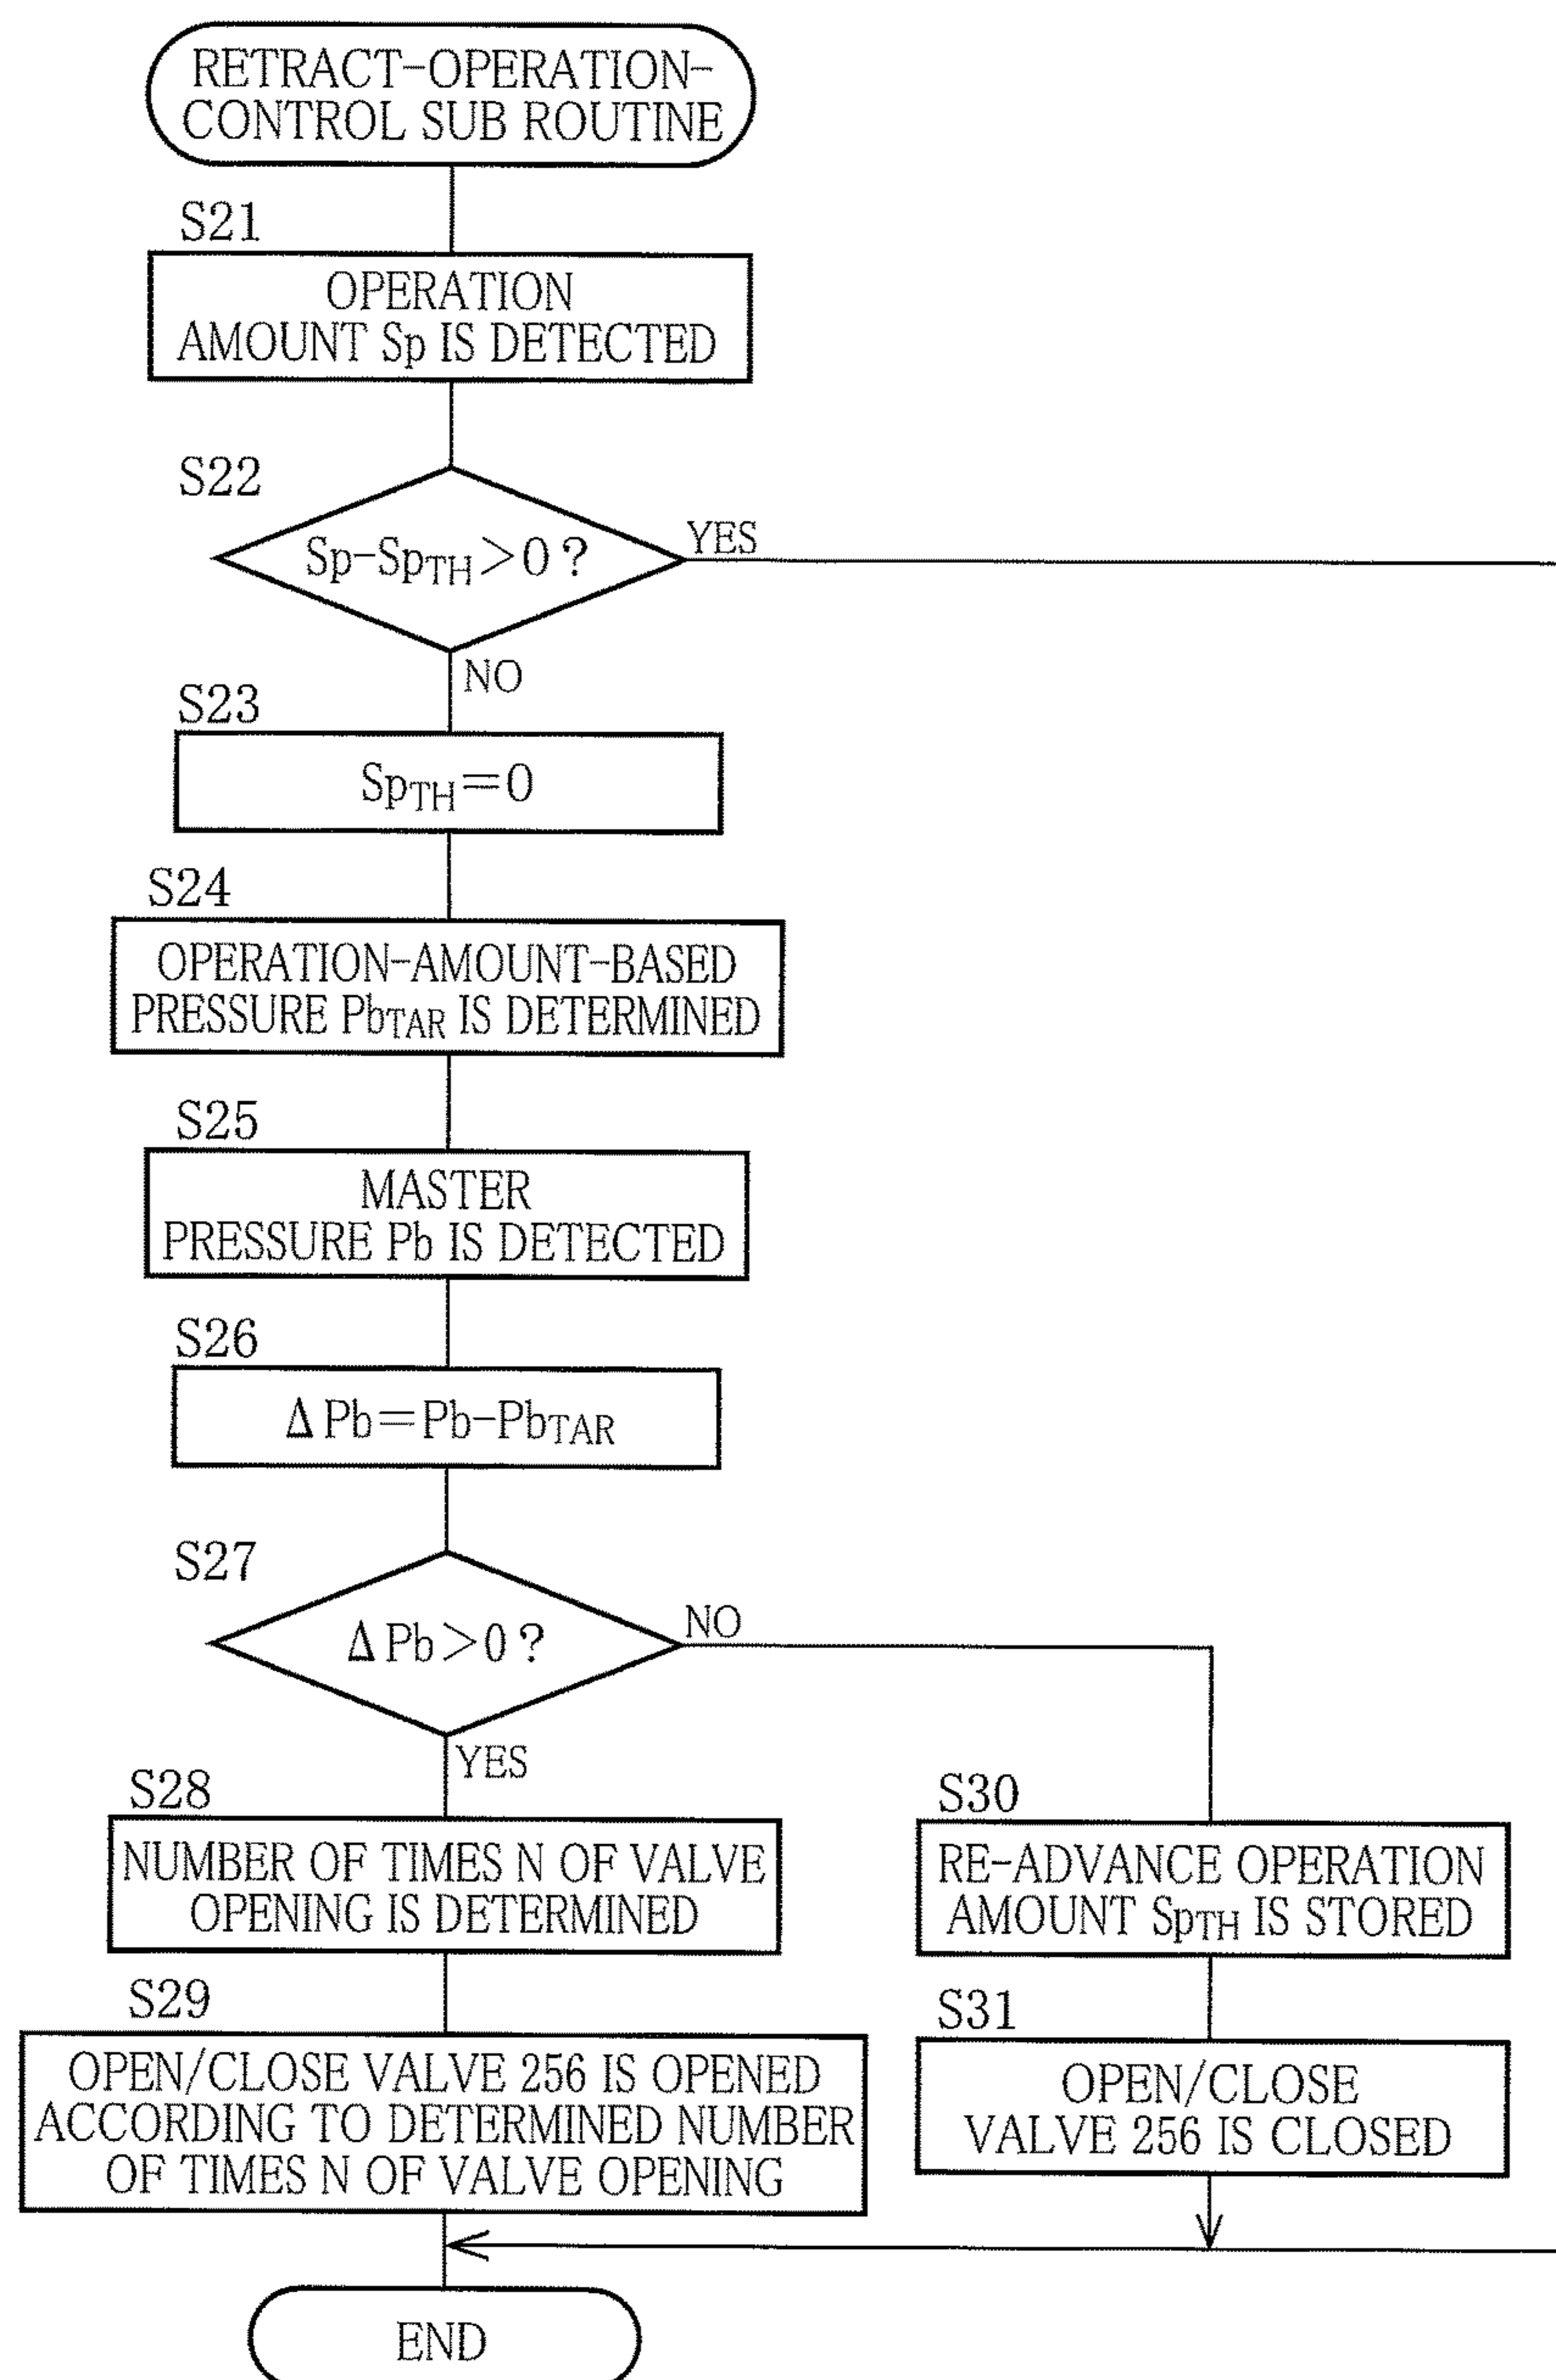 RETRACT-OPERATION-
CONTROL SUB ROUTINE
S21
OPERATION
AMOUNT Sp IS DETECTED
S22
Sp-SpTH>0?
YES
NO
S23
SpTH=0
S24
OPERATION-AMOUNT-BASED
PRESSURE PbTAR IS DETERMINED
S25
MASTER
PRESSURE Pb IS DETECTED
S26
Δ Pb=Pb-PbTAR
S27
Δ Pb>0?
NO
YES
S28
NUMBER OF TIMES N OF VALVE
OPENING IS DETERMINED
S29
OPEN/CLOSE VALVE 256 IS OPENED
ACCORDING TO DETERMINED NUMBER
OF TIMES N OF VALVE OPENING
S30
RE-ADVANCE OPERATION
AMOUNT SpTH IS STORED
S31
OPEN/CLOSE
VALVE 256 IS CLOSED
END